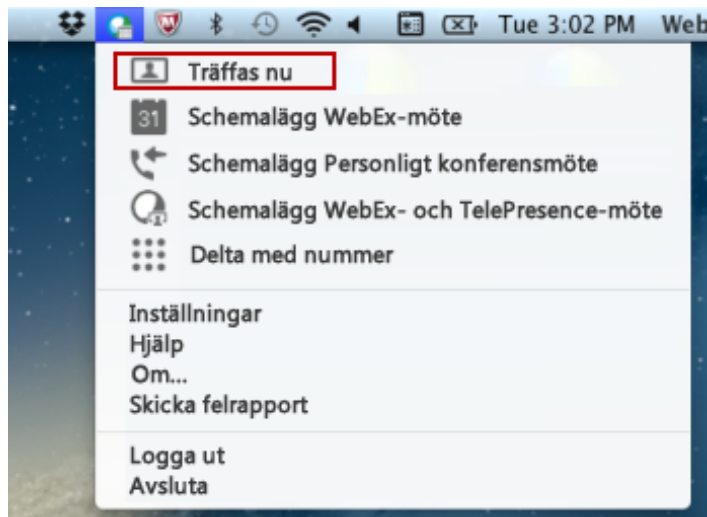 Tue 3:02 PM Web
Träffas nu
31 Schemalägg WebEx-möte
Schemalägg Personligt konferensmöte
Schemalägg WebEx- och TelePresence-möte
Delta med nummer
Inställningar
Hjälp
Om...
Skicka felrapport
Logga ut
Avsluta